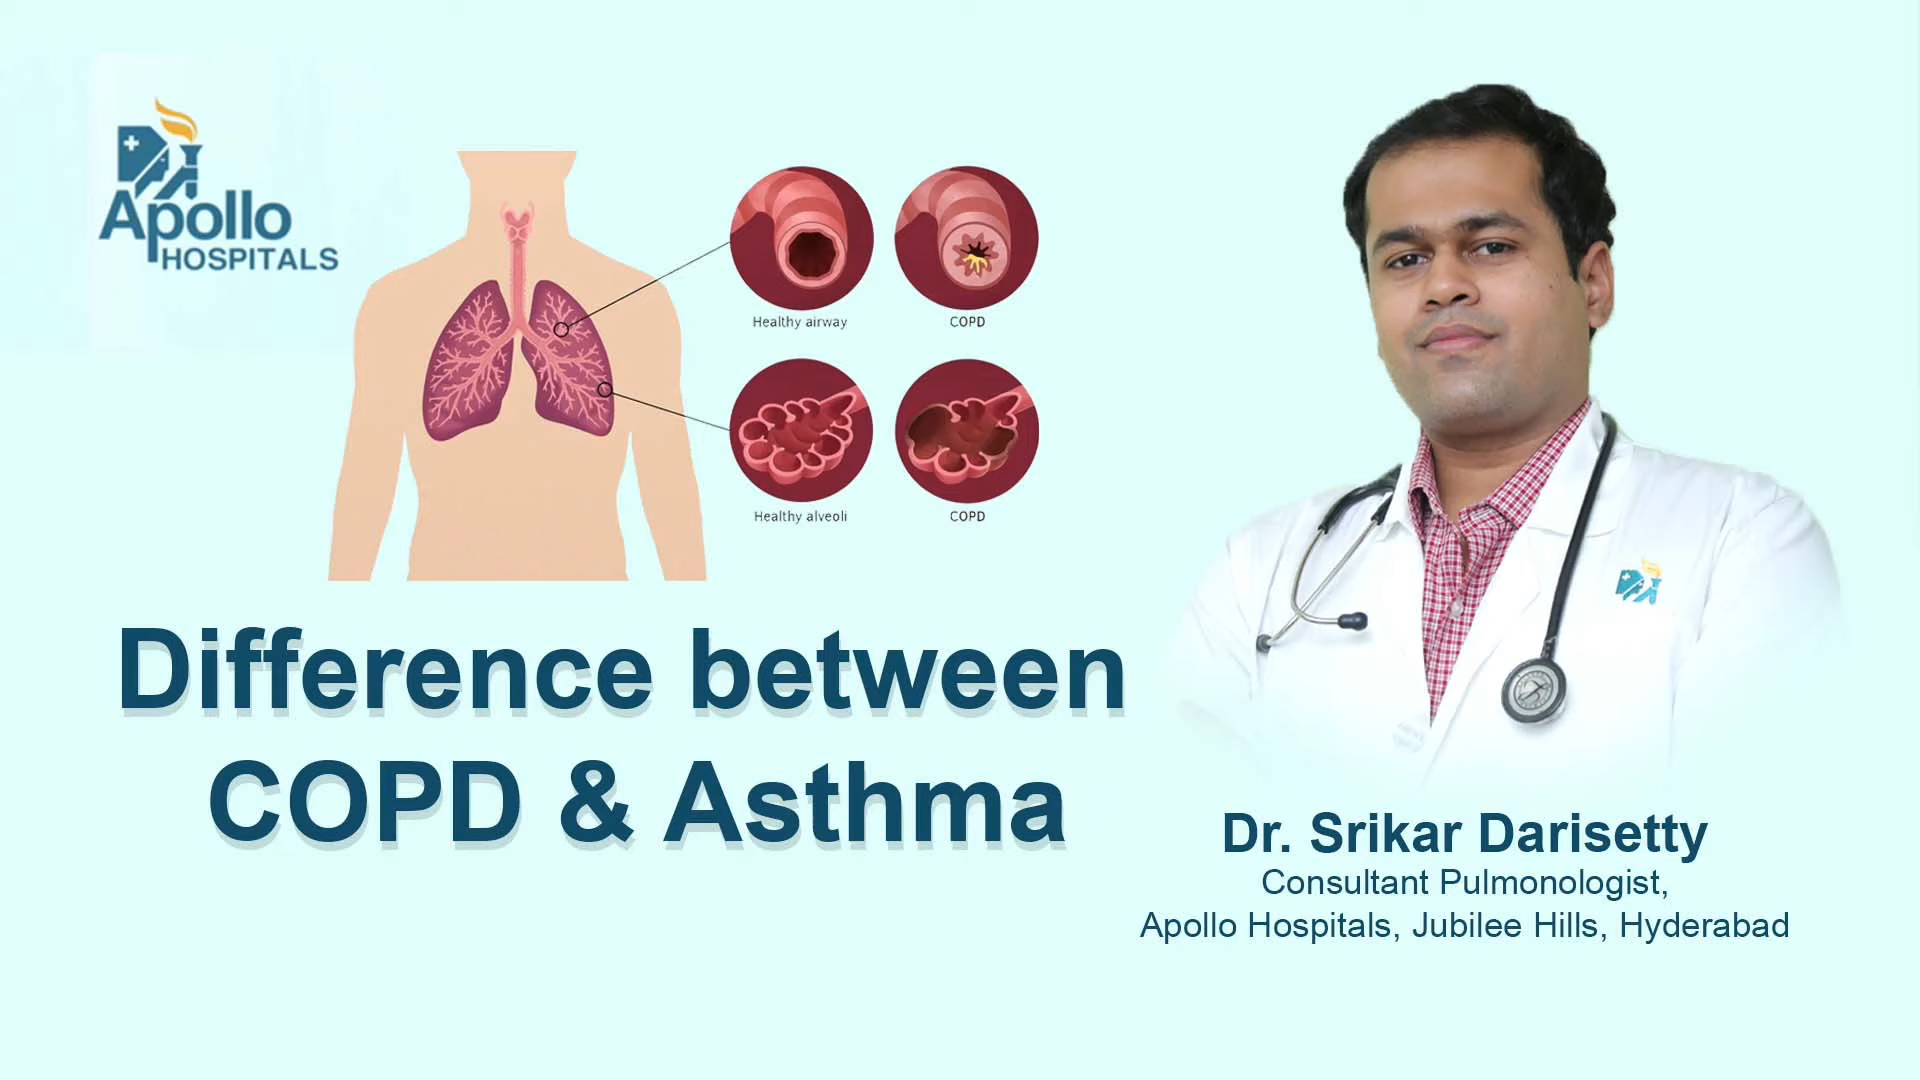 Apollo
HOSPITALS
Healthy airway
COPD
Healthy alveoli
COPD
Difference between
COPD & Asthma
Dr. Srikar Darisetty
Consultant Pulmonologist,
Apollo Hospitals, Jubilee Hills, Hyderabad